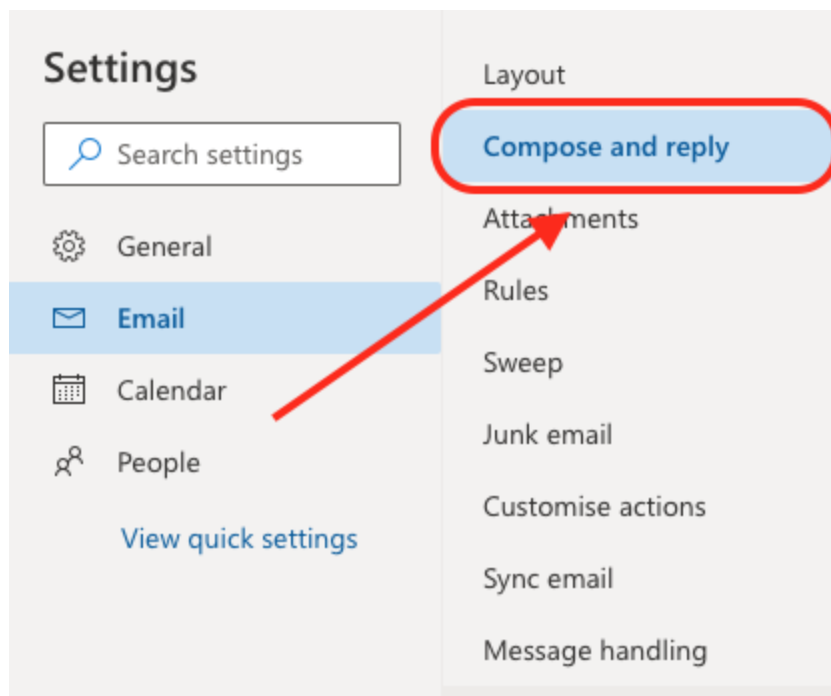 Settings
Search settings
General
Email
Calendar
People
View quick settings
Layout
Compose and reply
Attachments
Rules
Sweep
Junk email
Customise actions
Sync email
Message handling